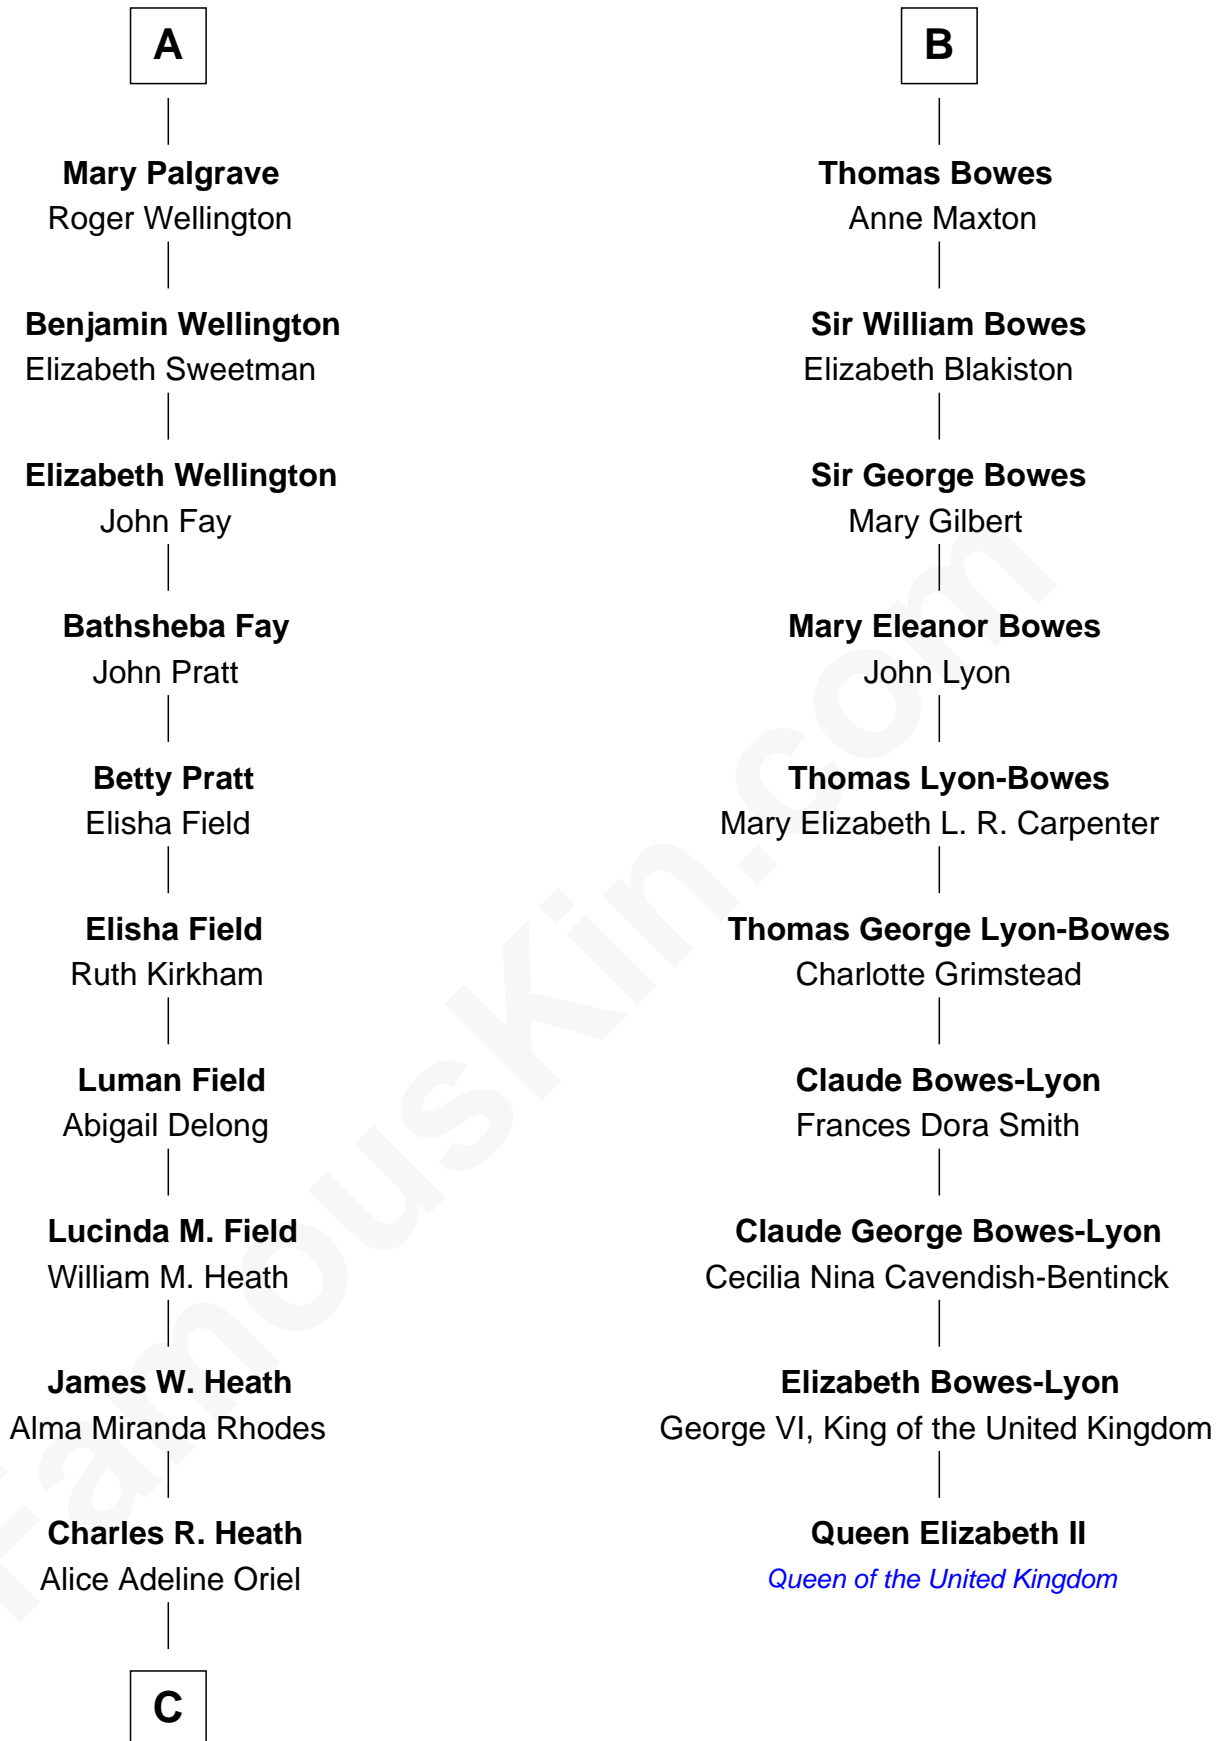 A
Mary Palgrave
Roger Wellington
Benjamin Wellington
Elizabeth Sweetman
Elizabeth Wellington
John Fay
Bathsheba Fay
John Pratt
Betty Pratt
Elisha Field
Elisha Field
Ruth Kirkham
Luman Field
Abigail Delong
Lucinda M. Field
William M. Heath
James W. Heath
Alma Miranda Rhodes
Charles R. Heath
Alice Adeline Oriel
C
B
Thomas Bowes
Anne Maxton
Sir William Bowes
Elizabeth Blakiston
Sir George Bowes
Mary Gilbert
Mary Eleanor Bowes
John Lyon
Thomas Lyon-Bowes
Mary Elizabeth L. R. Carpenter
Thomas George Lyon-Bowes
Charlotte Grimstead
Claude Bowes-Lyon
Frances Dora Smith
Claude George Bowes-Lyon
Cecilia Nina Cavendish-Bentinck
Elizabeth Bowes-Lyon
George VI, King of the United Kingdom
Queen Elizabeth II
Queen of the United Kingdom
FamousKin.com